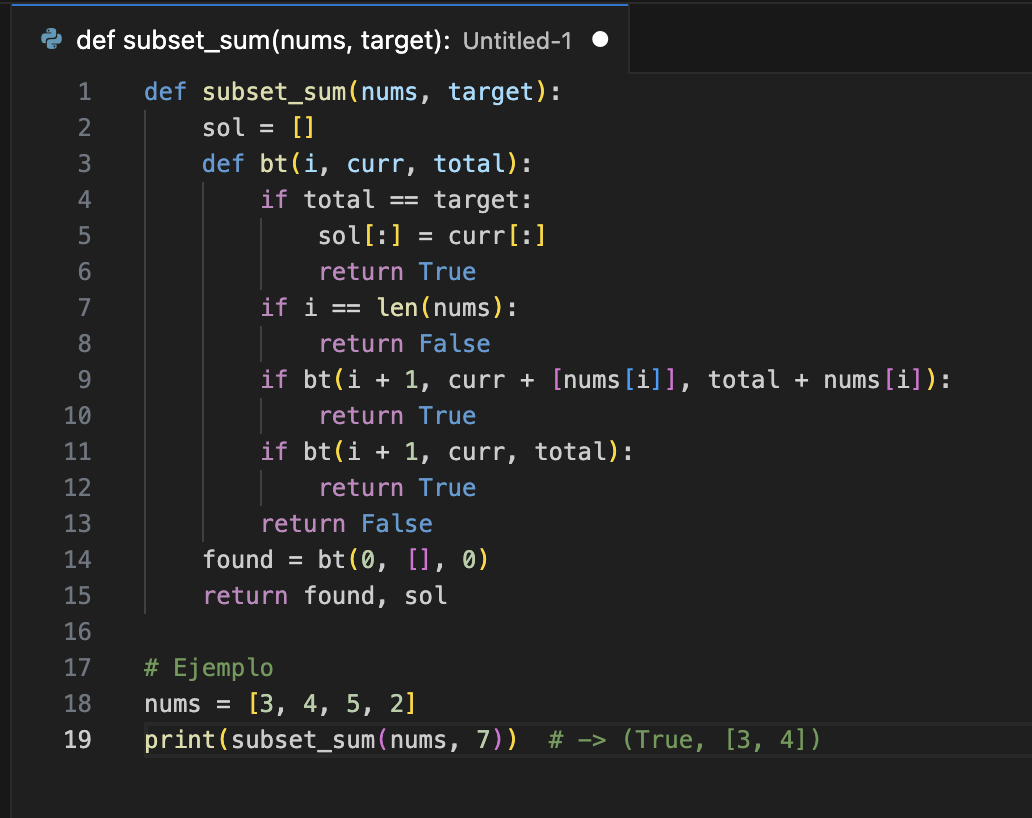 def subset_sum(nums, target): Untitled-1
1 def subset_sum(nums, target):
2     sol = []
3     def bt(i, curr, total):
4         if total == target:
5             sol[:] = curr[:]
6             return True
7         if i == len(nums):
8             return False
9         if bt(i + 1, curr + [nums[i]], total + nums[i]):
10             return True
11         if bt(i + 1, curr, total):
12             return True
13         return False
14     found = bt(0, [], 0)
15     return found, sol
16
17 # Ejemplo
18 nums = [3, 4, 5, 2]
19 print(subset_sum(nums, 7))  # -> (True, [3, 4])